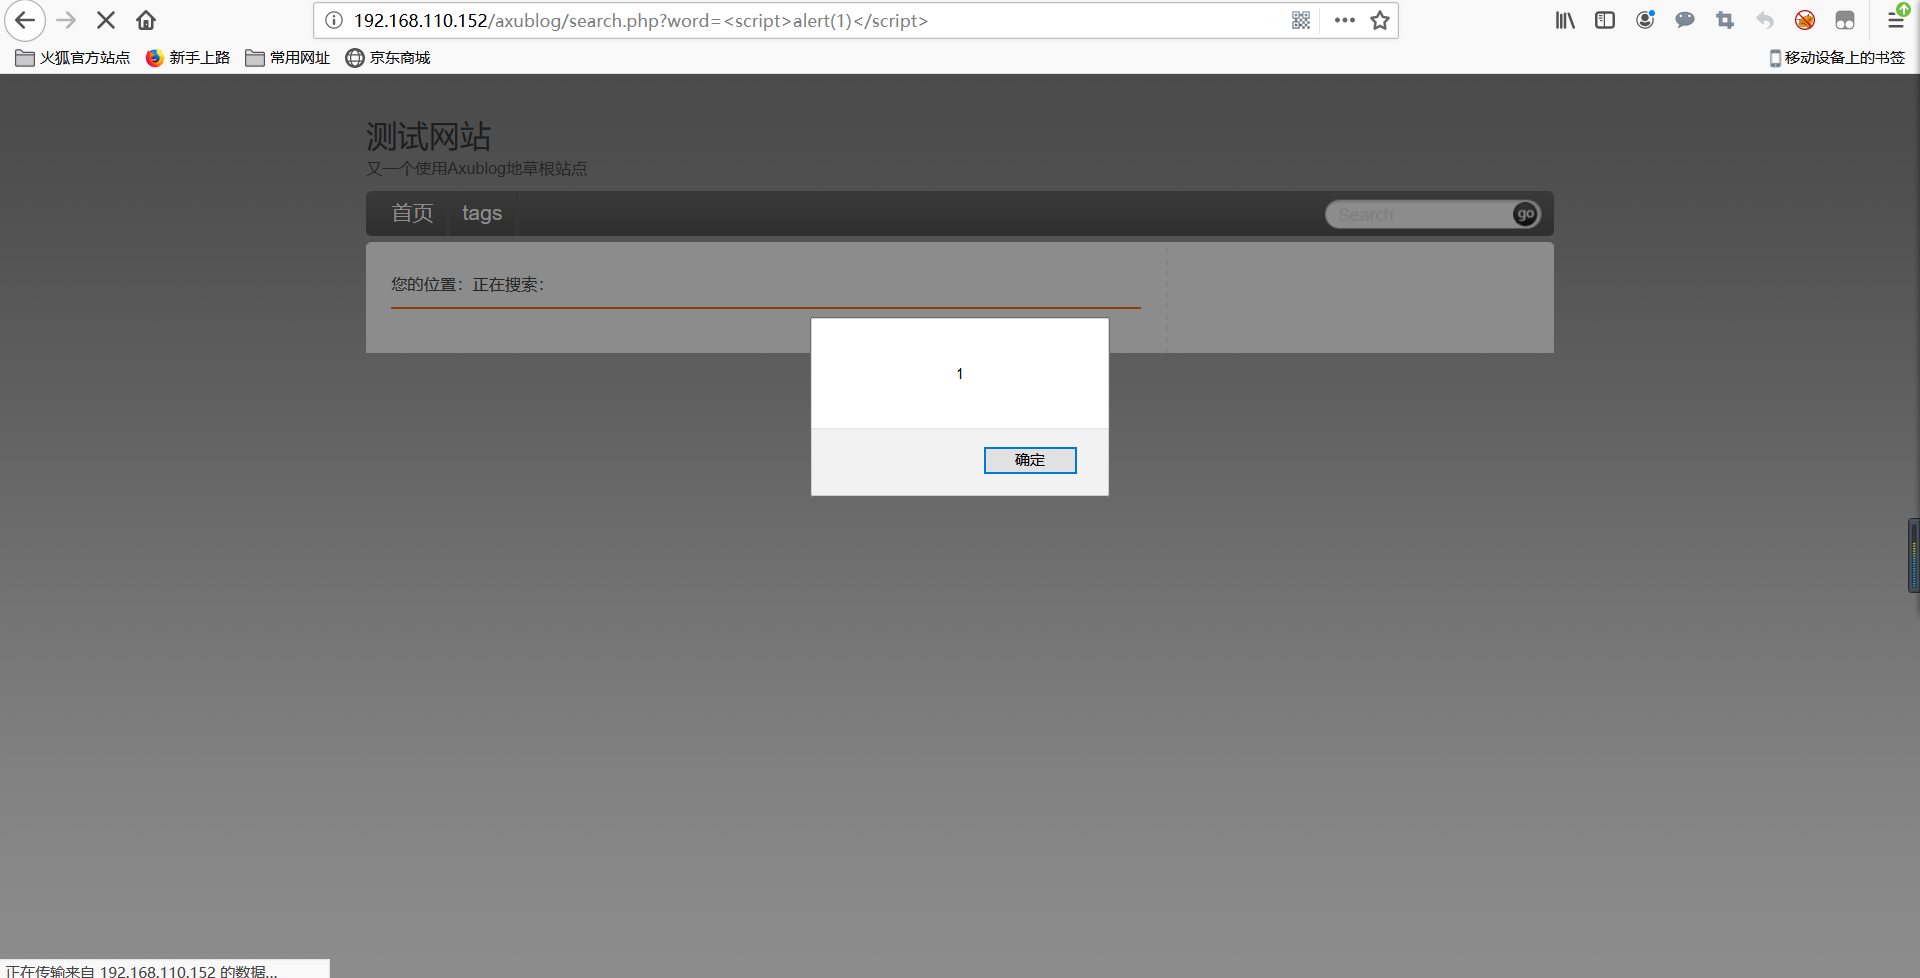 192.168.110.152/axublog/search.php?word=<script>alert(1)</script>
火狐官方站点 新手上路 常用网址 京东商城 移动设备上的书签
测试网站
又一个使用Axublog地草根站点
首页 tags Search go
您的位置：正在搜索：
1
确定
正在传输来自 192.168.110.152 的数据...